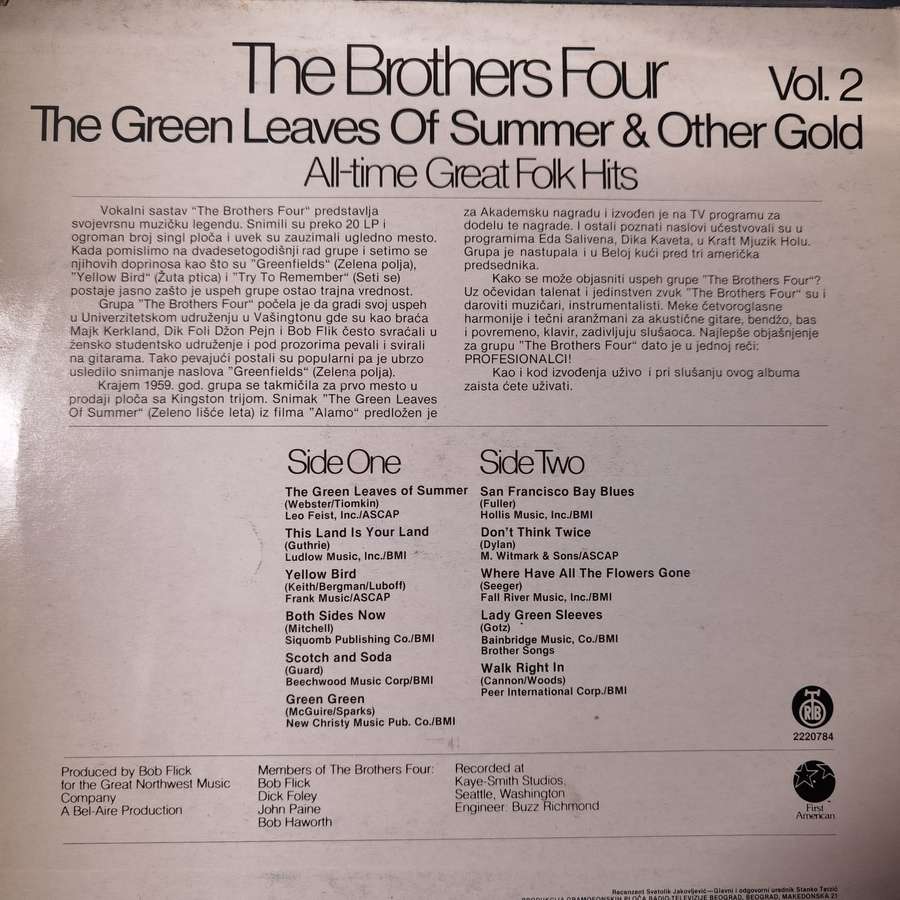 The Brothers Four
Vol. 2
The Green Leaves Of Summer & Other Gold
All-time Great Folk Hits
Vokalni sastav "The Brothers Four" predstavlja
svojevrsnu muzičku legendu. Snimili su preko 20 LP i
ogroman broj singl ploča i uvek su zauzimali ugledno mesto.
Kada pomislimo na dvadesetogodišnji rad grupe i setimo se
njihovih doprinosa kao što su "Greenfields" (Zelena polja),
"Yellow Bird" (Žuta ptica) i "Try To Remember" (Seti se)
postaje jasno zašto je uspeh grupe ostao trajna vrednost.
Grupa "The Brothers Four" počela je da gradi svoj uspeh
u Univerzitetskom udruženju u Vašingtonu gde su kao braća
Majk Kerkland, Dik Foli Džon Pejn i Bob Flik često svraćali u
žensko studentsko udruženje i pod prozorima pevali i svirali
na gitarama. Tako pevajući postali su popularni pa je ubrzo
usledilo snimanje naslova "Greenfields" (Zelena polja).
Krajem 1959. god. grupa se takmičila za prvo mesto u
prodaji ploča sa Kingston trijom. Snimak "The Green Leaves
Of Summer" (Zeleno lišće leta) iz filma "Alamo" predložen je
za Akademsku nagradu i izvođen je na TV programu za
dodelu te nagrade. I ostali poznati naslovi učestvovali su u
programima Eda Salivena, Dika Kaveta, u Kraft Mjuzik Holu.
Grupa je nastupala i u Beloj kući pred tri američka
predsednika.
Kako se može objasniti uspeh grupe "The Brothers Four"?
Uz očevidan talenat i jedinstven zvuk "The Brothers Four" su i
daroviti muzičari, instrumentalisti. Meke četvoroglasne
harmonije i tečni aranžmani za akustične gitare, bendžo, bas
i povremeno, klavir, zadivljuju slušaoca. Najlepše objašnjenje
za grupu "The Brothers Four" dato je u jednoj reči:
PROFESIONALCI!
Kao i kod izvođenja uživo i pri slušanju ovog albuma
zaista ćete uživati.
Side One
The Green Leaves of Summer
(Webster/Tiomkin)
Leo Feist, Inc./ASCAP
This Land Is Your Land
(Guthrie)
Ludlow Music, Inc./BMI
Yellow Bird
(Keith/Bergman/Luboff)
Frank Music/ASCAP
Both Sides Now
(Mitchell)
Siquomb Publishing Co./BMI
Scotch and Soda
(Guard)
Beechwood Music Corp/BMI
Green Green
(McGuire/Sparks)
New Christy Music Pub. Co./BMI
Side Two
San Francisco Bay Blues
(Fuller)
Hollis Music, Inc./BMI
Don't Think Twice
(Dylan)
M. Witmark & Sons/ASCAP
Where Have All The Flowers Gone
(Seeger)
Fall River Music, Inc./BMI
Lady Green Sleeves
(Gotz)
Bainbridge Music, Co./BMI
Brother Songs
Walk Right In
(Cannon/Woods)
Peer International Corp./BMI
RTB
2220784
Produced by Bob Flick
for the Great Northwest Music
Company
A Bel-Aire Production
Members of The Brothers Four:
Bob Flick
Dick Foley
John Paine
Bob Haworth
Recorded at
Kaye-Smith Studios,
Seattle, Washington
Engineer: Buzz Richmond
First
American
Recenzent Svetolik Jakovljević—Glavni i odgovorni urednik Stanko Terzić
PRODUKCIJA GRAMOFONSKIH PLOČA RADIO-TELEVIZIJE BEOGRAD, BEOGRAD, MAKEDONSKA 21